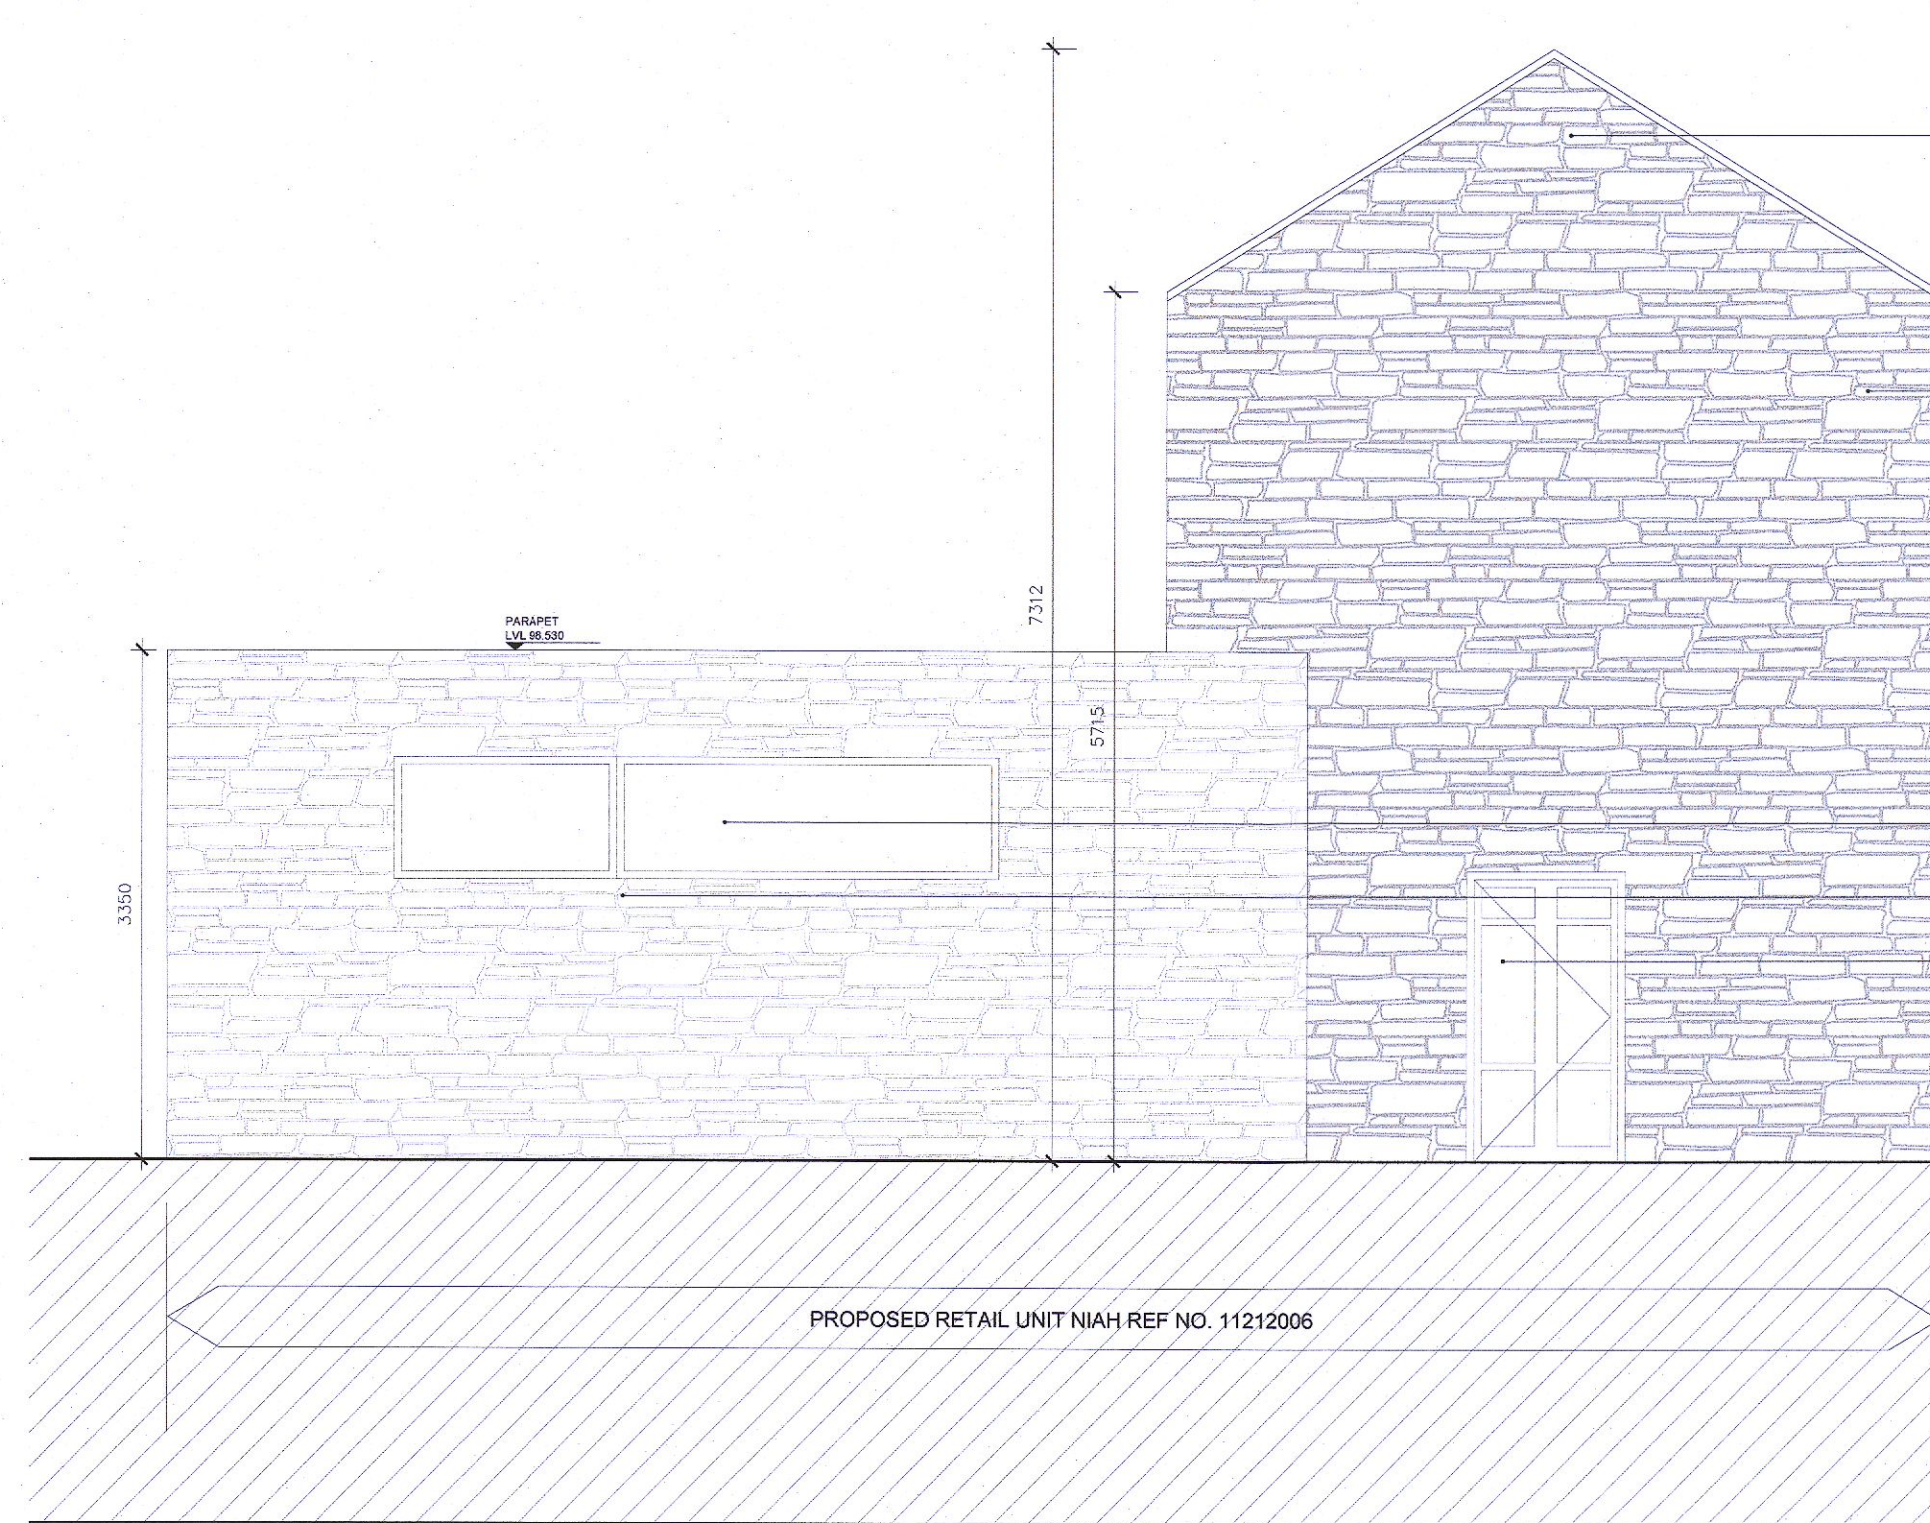 7312
PARAPET
LVL 98.530
5715
3350
PROPOSED RETAIL UNIT NIAH REF NO. 11212006